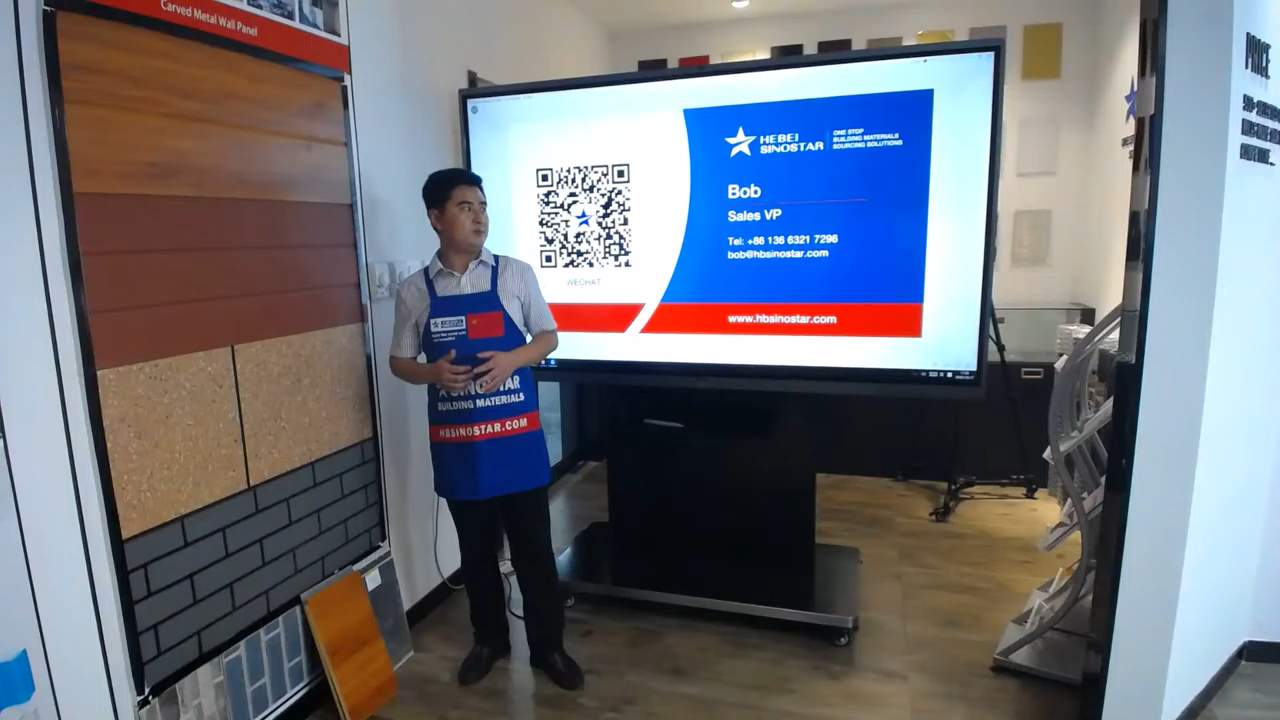 Carved Metal Wall Panel
HEBEI
SINOSTAR
ONE STOP
BUILDING MATERIALS
SOURCING SOLUTIONS
Bob
Sales VP
Tel: +86 136 6321 7296
bob@hbsinostar.com
WECHAT
www.hbsinostar.com
SINOSTAR
BUILDING MATERIALS
HBSINOSTAR.COM
PRICE